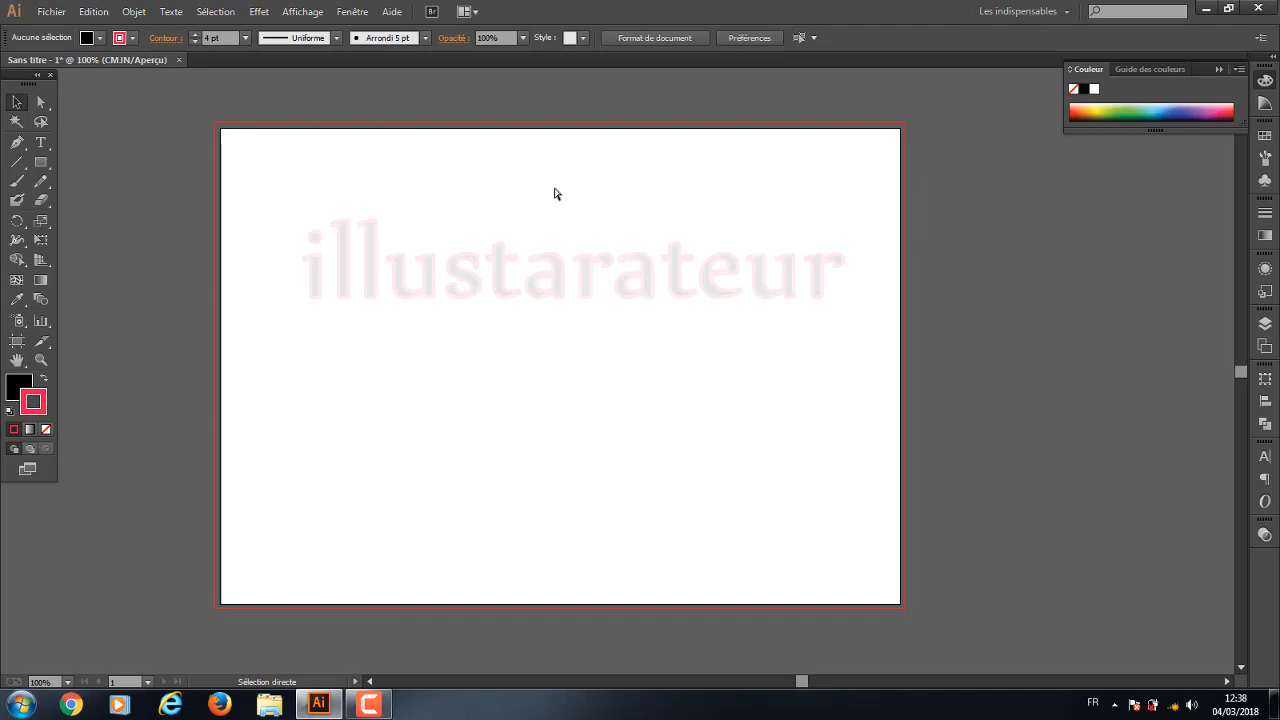 Ai Fichier Edition Objet Texte Sélection Effet Affichage Fenêtre Aide Br Les indispensables
Aucune sélection Contour : 4 pt Uniforme Arrondi 5 pt Opacité : 100% Style : Format de document Préférences
Sans titre - 1* @ 100% (CMJN/Aperçu) ×
Couleur Guide des couleurs
illustarateur
100% 1 Sélection directe
Ai FR 12:38
04/03/2018